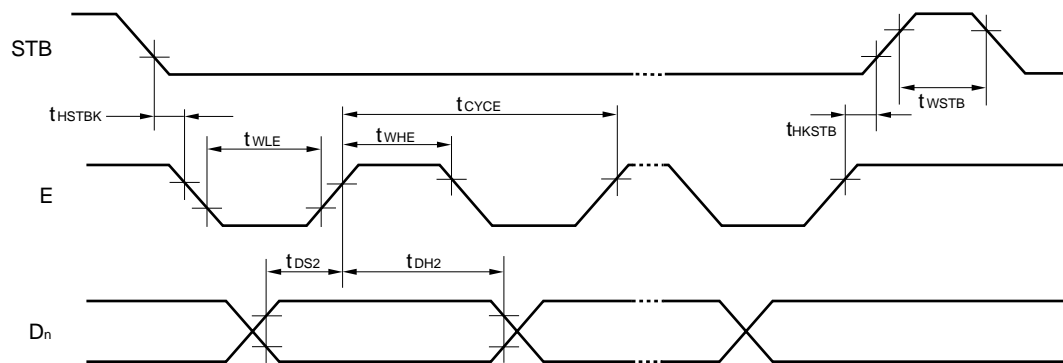 STB
tHSTBK
tCYCE
tHKSTB
tWSTB
tWLE
tWHE
E
tDS2
tDH2
Dn